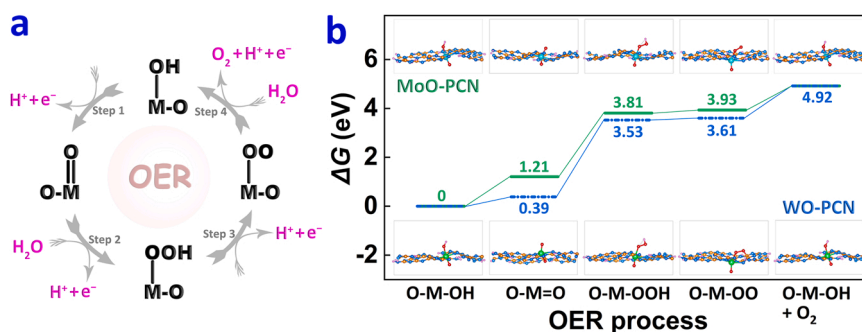 a
OH
M-O
Step 1
H⁺+e⁻
O
O-M
Step 2
H₂O
H⁺+e⁻
OOH
M-O
Step 3
H⁺+e⁻
OO
M-O
Step 4
H₂O
O₂+H⁺+e⁻
OER
b
ΔG (eV)
6
4
2
0
-2
MoO-PCN
WO-PCN
0
1.21
0.39
3.81
3.53
3.93
3.61
4.92
O-M-OH
O-M=O
O-M-OOH
O-M-OO
O-M-OH
+ O₂
OER process